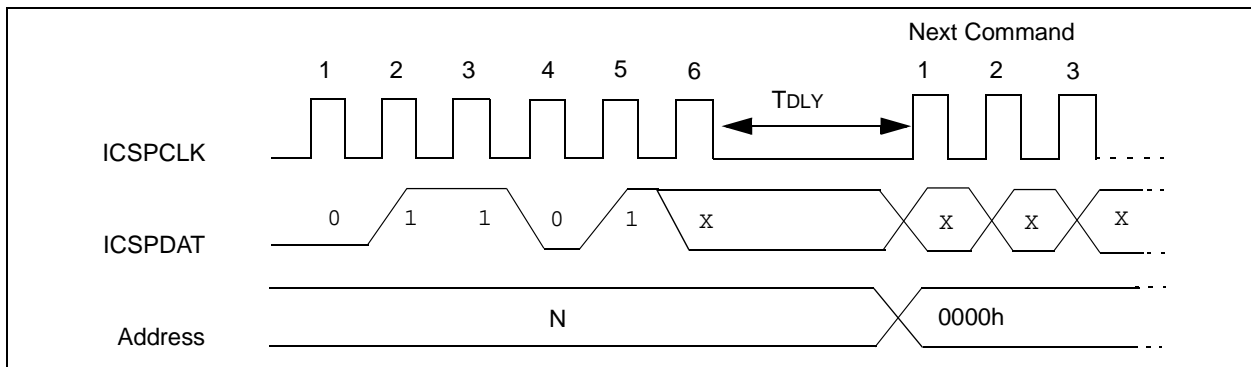 Next Command
1 2 3 4 5 6 1 2 3
TDLY
ICSPCLK
0 1 1 0 1 X X X X
ICSPDAT
N 0000h
Address